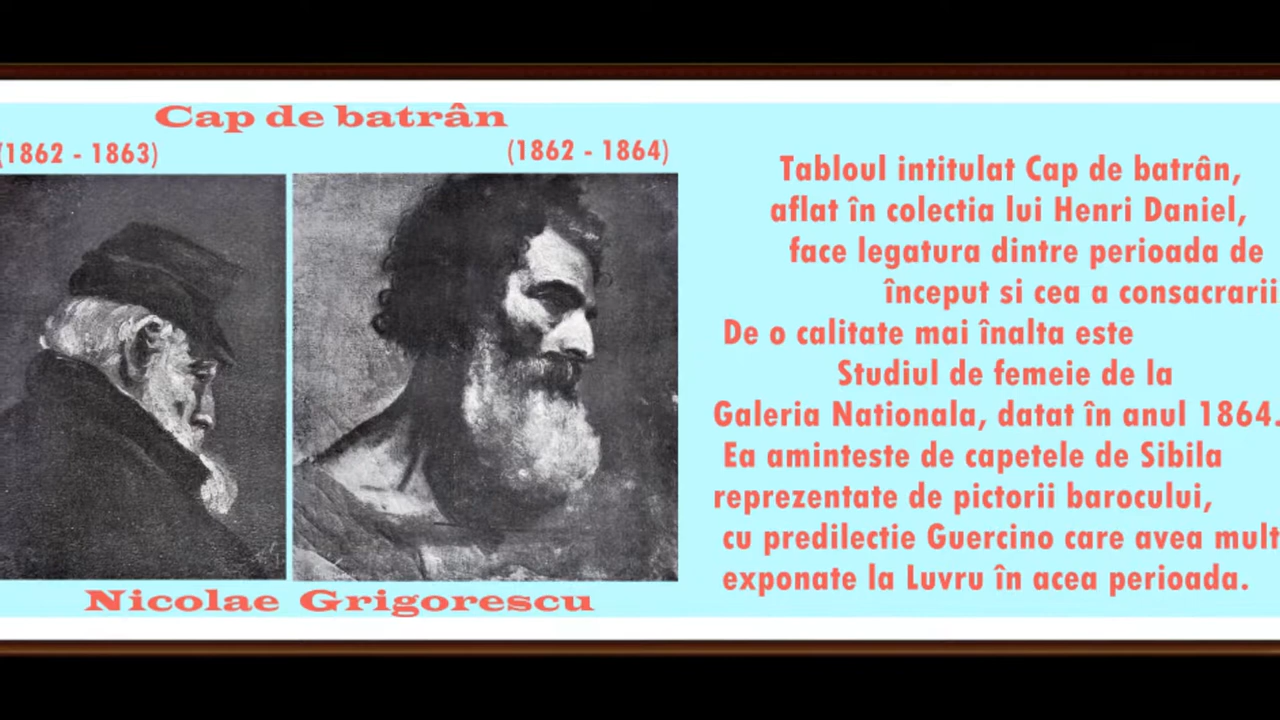 Cap de batrân
(1862 - 1863)
(1862 - 1864)
Nicolae Grigorescu
Tabloul intitulat Cap de batrân,
aflat în colectia lui Henri Daniel,
face legatura dintre perioada de
început si cea a consacrarii
De o calitate mai înalta este
Studiul de femeie de la
Galeria Nationala, datat în anul 1864.
Ea aminteste de capetele de Sibila
reprezentate de pictorii barocului,
cu predilectie Guercino care avea mult
exponate la Luvru în acea perioada.